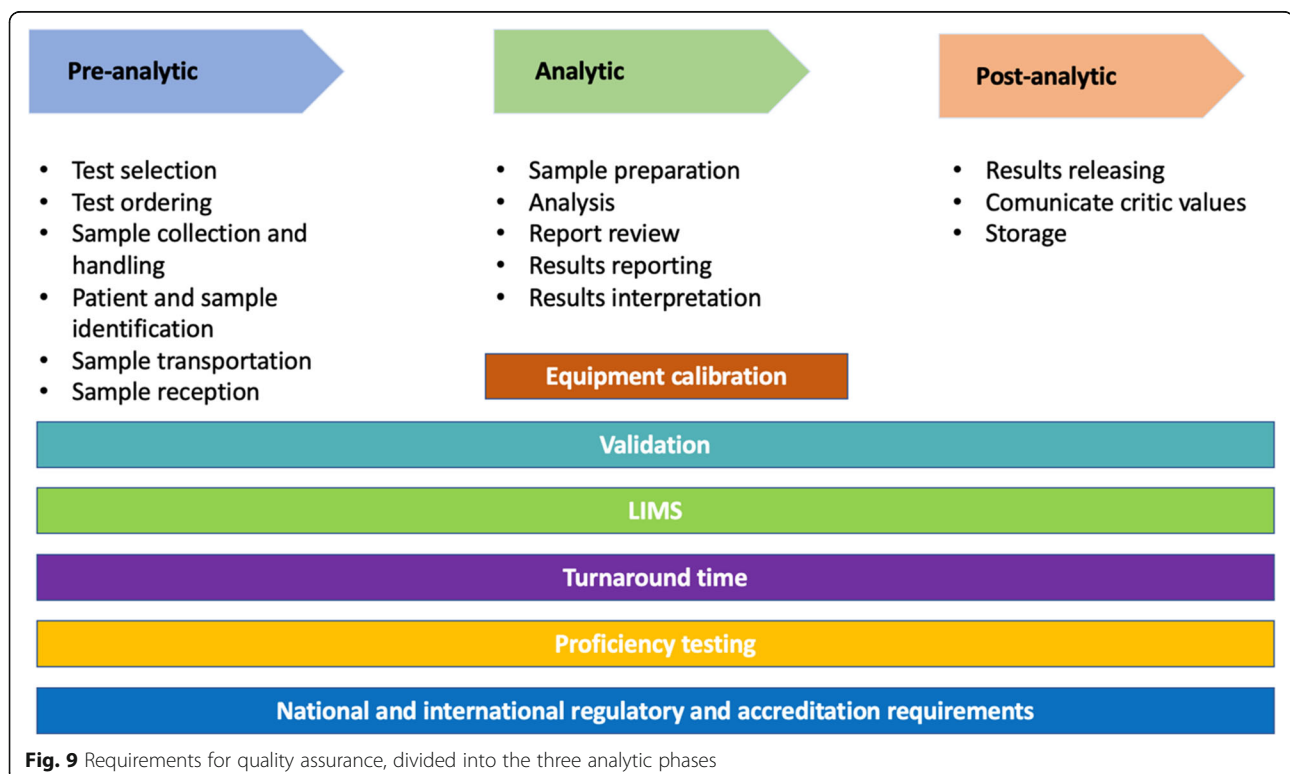 Pre-analytic
Analytic
Post-analytic
• Test selection
• Test ordering
• Sample collection and
handling
• Patient and sample
identification
• Sample transportation
• Sample reception
• Sample preparation
• Analysis
• Report review
• Results reporting
• Results interpretation
• Results releasing
• Comunicate critic values
• Storage
Equipment calibration
Validation
LIMS
Turnaround time
Proficiency testing
National and international regulatory and accreditation requirements
Fig. 9 Requirements for quality assurance, divided into the three analytic phases